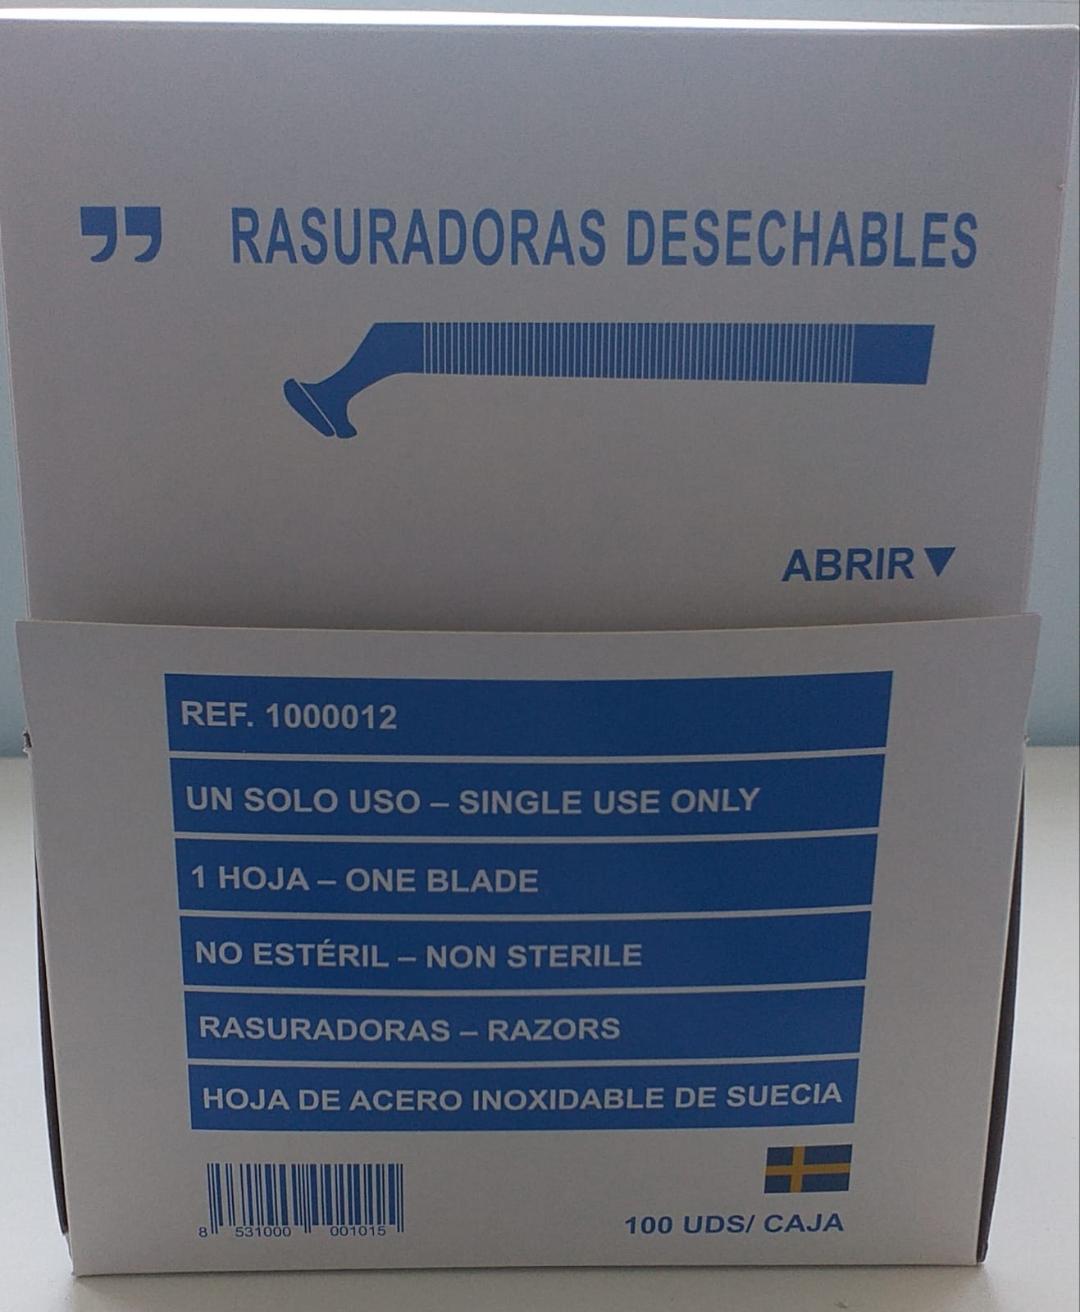 ” RASURADORAS DESECHABLES
ABRIR ▼
REF. 1000012
UN SOLO USO – SINGLE USE ONLY
1 HOJA – ONE BLADE
NO ESTÉRIL – NON STERILE
RASURADORAS – RAZORS
HOJA DE ACERO INOXIDABLE DE SUECIA
8 531000 001015
100 UDS/ CAJA